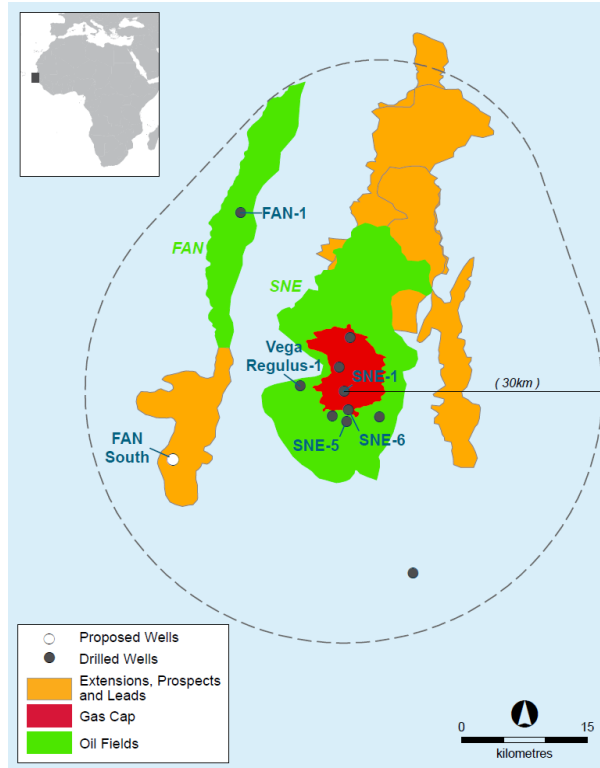 FAN-1
FAN
SNE
Vega
Regulus-1
SNE-1
( 30km )
FAN
South
SNE-5
SNE-6
Proposed Wells
Drilled Wells
Extensions, Prospects
and Leads
Gas Cap
Oil Fields
0
15
kilometres